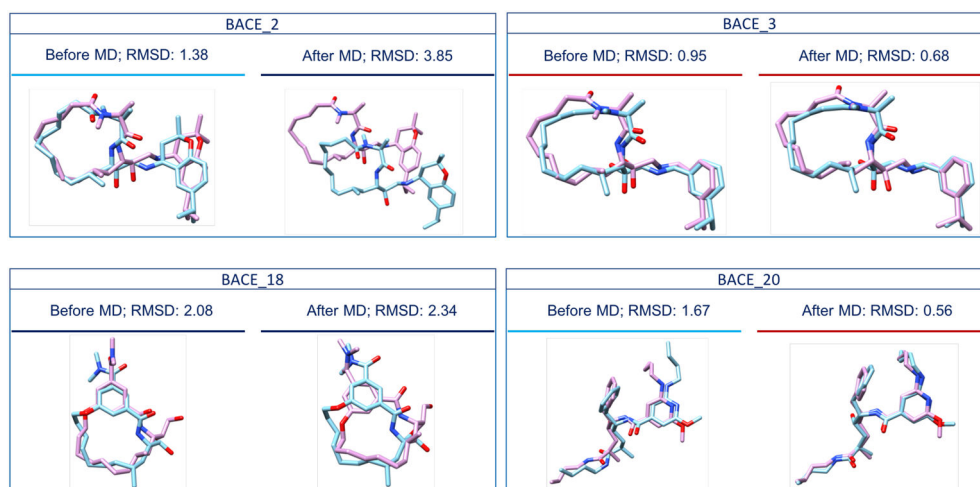 BACE_2
Before MD; RMSD: 1.38
After MD; RMSD: 3.85
BACE_3
Before MD; RMSD: 0.95
After MD; RMSD: 0.68
BACE_18
Before MD; RMSD: 2.08
After MD; RMSD: 2.34
BACE_20
Before MD; RMSD: 1.67
After MD: RMSD: 0.56